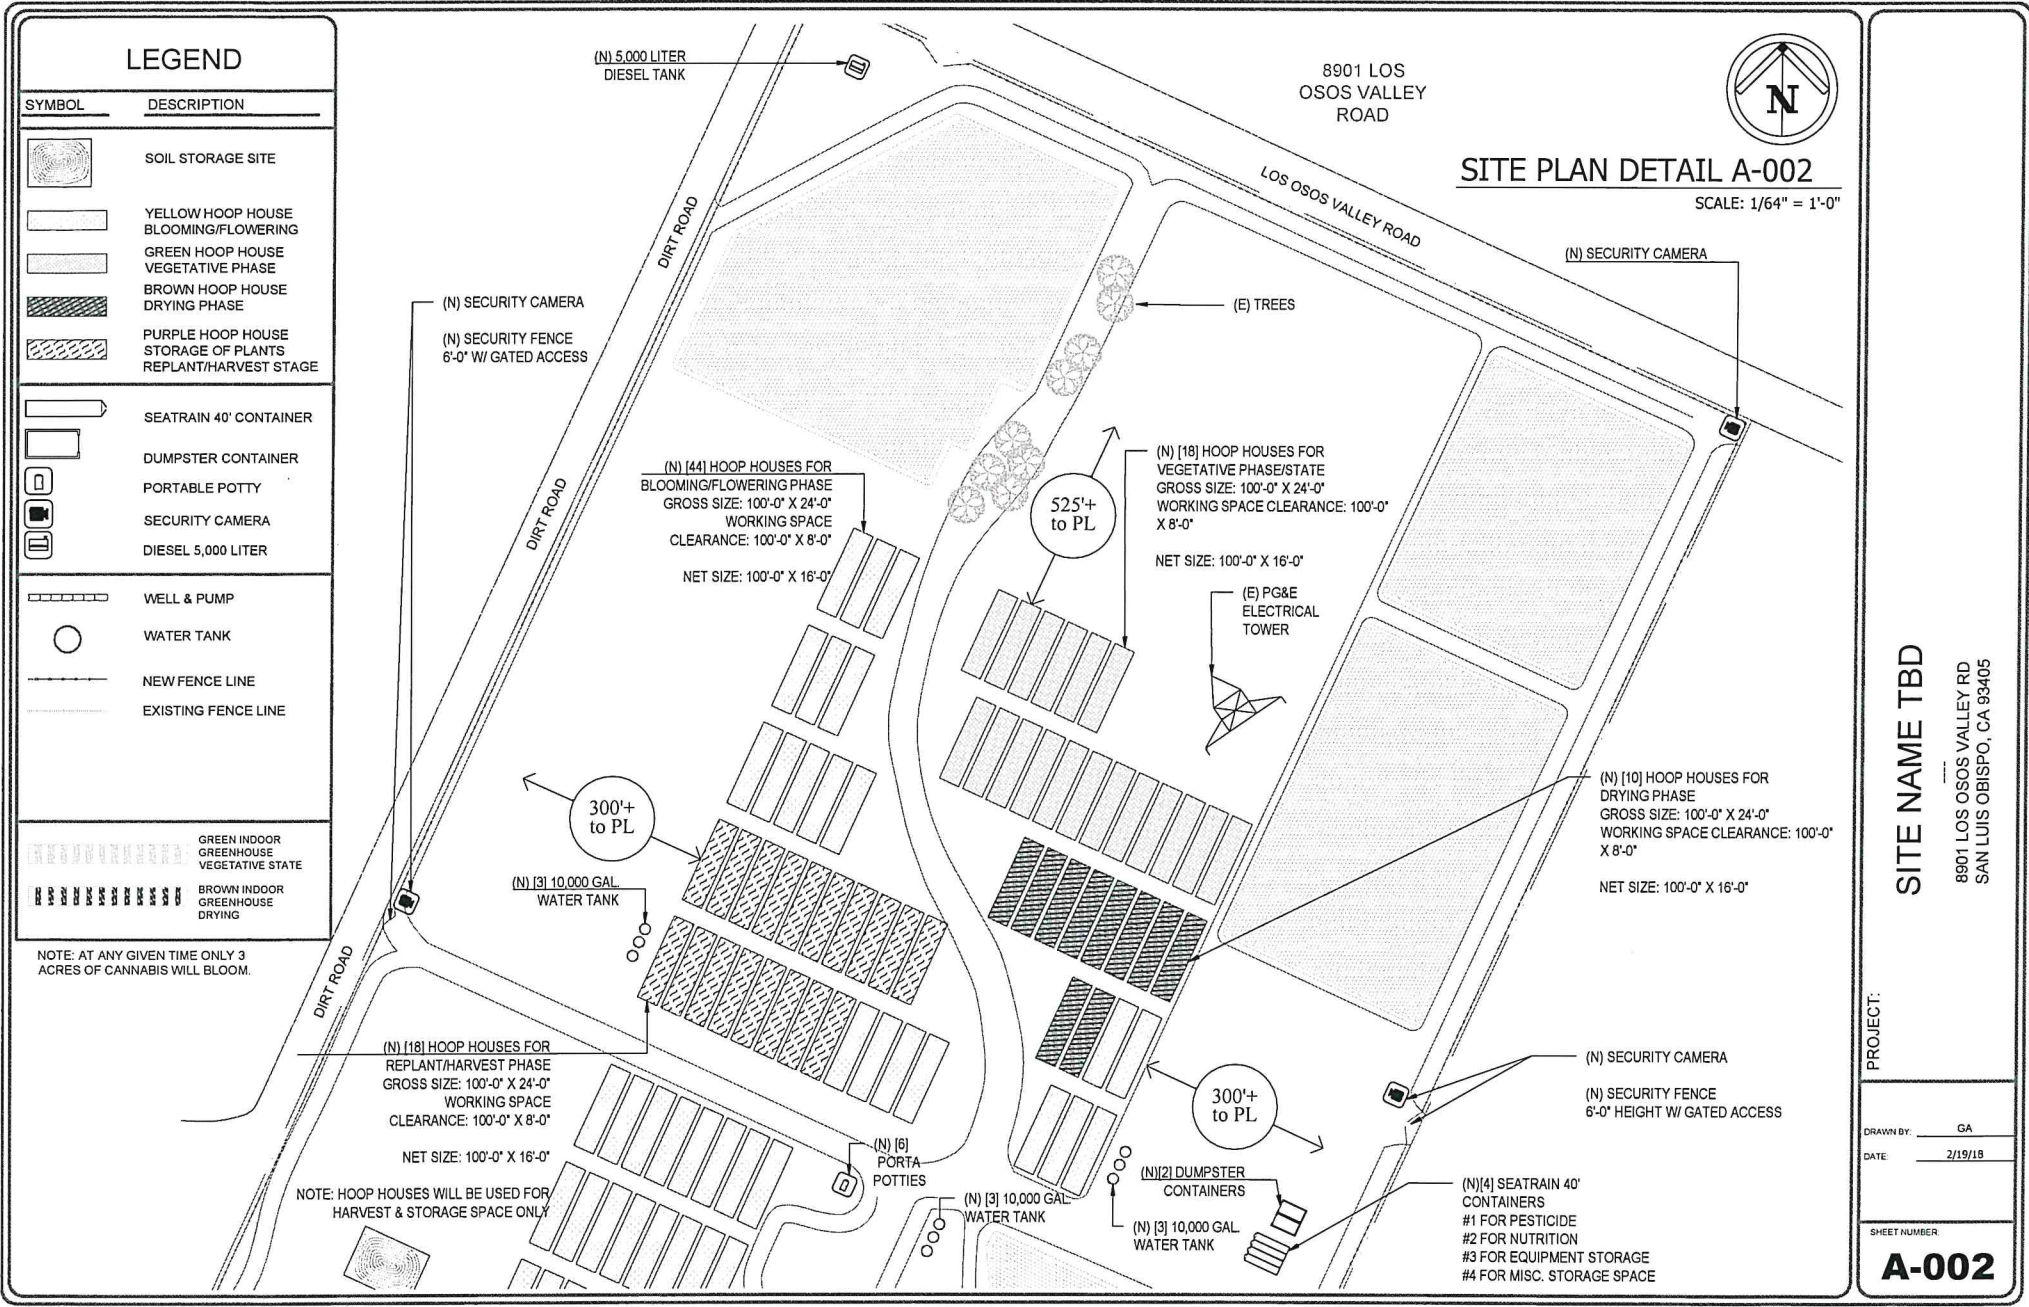 LEGEND
SYMBOL DESCRIPTION
SOIL STORAGE SITE
YELLOW HOOP HOUSE
BLOOMING/FLOWERING
GREEN HOOP HOUSE
VEGETATIVE PHASE
BROWN HOOP HOUSE
DRYING PHASE
PURPLE HOOP HOUSE
STORAGE OF PLANTS
REPLANT/HARVEST STAGE
SEATRAIN 40' CONTAINER
DUMPSTER CONTAINER
PORTABLE POTTY
SECURITY CAMERA
DIESEL 5,000 LITER
WELL & PUMP
WATER TANK
NEW FENCE LINE
EXISTING FENCE LINE
GREEN INDOOR
GREENHOUSE
VEGETATIVE STATE
BROWN INDOOR
GREENHOUSE
DRYING
NOTE: AT ANY GIVEN TIME ONLY 3
ACRES OF CANNABIS WILL BLOOM.
(N) 5,000 LITER
DIESEL TANK
8901 LOS
OSOS VALLEY
ROAD
N
SITE PLAN DETAIL A-002
SCALE: 1/64" = 1'-0"
LOS OSOS VALLEY ROAD
DIRT ROAD
DIRT ROAD
DIRT ROAD
(N) SECURITY CAMERA
(N) SECURITY CAMERA
(N) SECURITY FENCE
6'-0" W/ GATED ACCESS
(E) TREES
(N) [44] HOOP HOUSES FOR
BLOOMING/FLOWERING PHASE
GROSS SIZE: 100'-0" X 24'-0"
WORKING SPACE
CLEARANCE: 100'-0" X 8'-0"
NET SIZE: 100'-0" X 16'-0"
525'+
to PL
(N) [18] HOOP HOUSES FOR
VEGETATIVE PHASE/STATE
GROSS SIZE: 100'-0" X 24'-0"
WORKING SPACE CLEARANCE: 100'-0"
X 8'-0"
NET SIZE: 100'-0" X 16'-0"
(E) PG&E
ELECTRICAL
TOWER
300'+
to PL
(N) [3] 10,000 GAL.
WATER TANK
(N) [10] HOOP HOUSES FOR
DRYING PHASE
GROSS SIZE: 100'-0" X 24'-0"
WORKING SPACE CLEARANCE: 100'-0"
X 8'-0"
NET SIZE: 100'-0" X 16'-0"
(N) [18] HOOP HOUSES FOR
REPLANT/HARVEST PHASE
GROSS SIZE: 100'-0" X 24'-0"
WORKING SPACE
CLEARANCE: 100'-0" X 8'-0"
NET SIZE: 100'-0" X 16'-0"
NOTE: HOOP HOUSES WILL BE USED FOR
HARVEST & STORAGE SPACE ONLY
300'+
to PL
(N) SECURITY CAMERA
(N) SECURITY FENCE
6'-0" HEIGHT W/ GATED ACCESS
(N) [6]
PORTA
POTTIES
(N) [3] 10,000 GAL.
WATER TANK
(N)[2] DUMPSTER
CONTAINERS
(N) [3] 10,000 GAL.
WATER TANK
(N)[4] SEATRAIN 40'
CONTAINERS
#1 FOR PESTICIDE
#2 FOR NUTRITION
#3 FOR EQUIPMENT STORAGE
#4 FOR MISC. STORAGE SPACE
PROJECT:
SITE NAME TBD
8901 LOS OSOS VALLEY RD
SAN LUIS OBISPO, CA 93405
DRAWN BY: GA
DATE: 2/19/18
SHEET NUMBER:
A-002